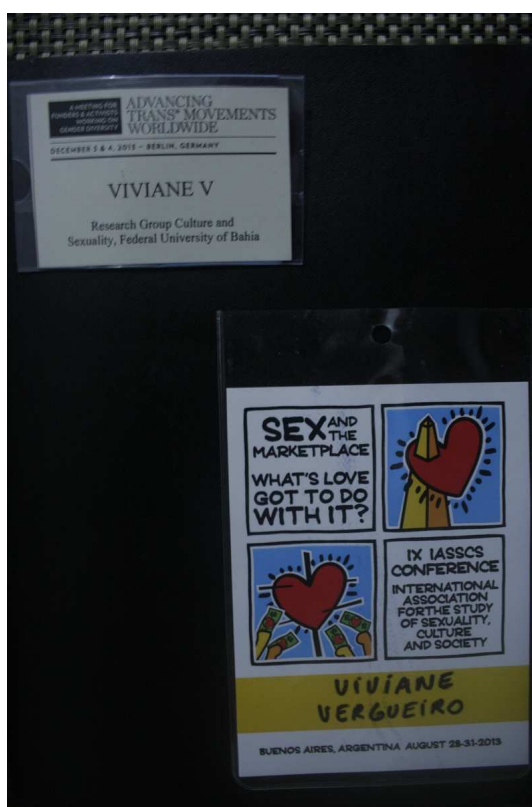 A MEETING FOR
FUNDERS & ACTIVISTS
WORKING ON
GENDER DIVERSITY
ADVANCING
TRANS* MOVEMENTS
WORLDWIDE
DECEMBER 3 & 4, 2013 – BERLIN, GERMANY
VIVIANE V
Research Group Culture and
Sexuality, Federal University of Bahia
SEX AND
THE
MARKETPLACE
WHAT'S LOVE
GOT TO DO
WITH IT?
IX IASSCS
CONFERENCE
INTERNATIONAL
ASSOCIATION
FOR THE STUDY
OF SEXUALITY,
CULTURE
AND SOCIETY
VIVIANE
VERGUEIRO
BUENOS AIRES, ARGENTINA AUGUST 28-31-2013